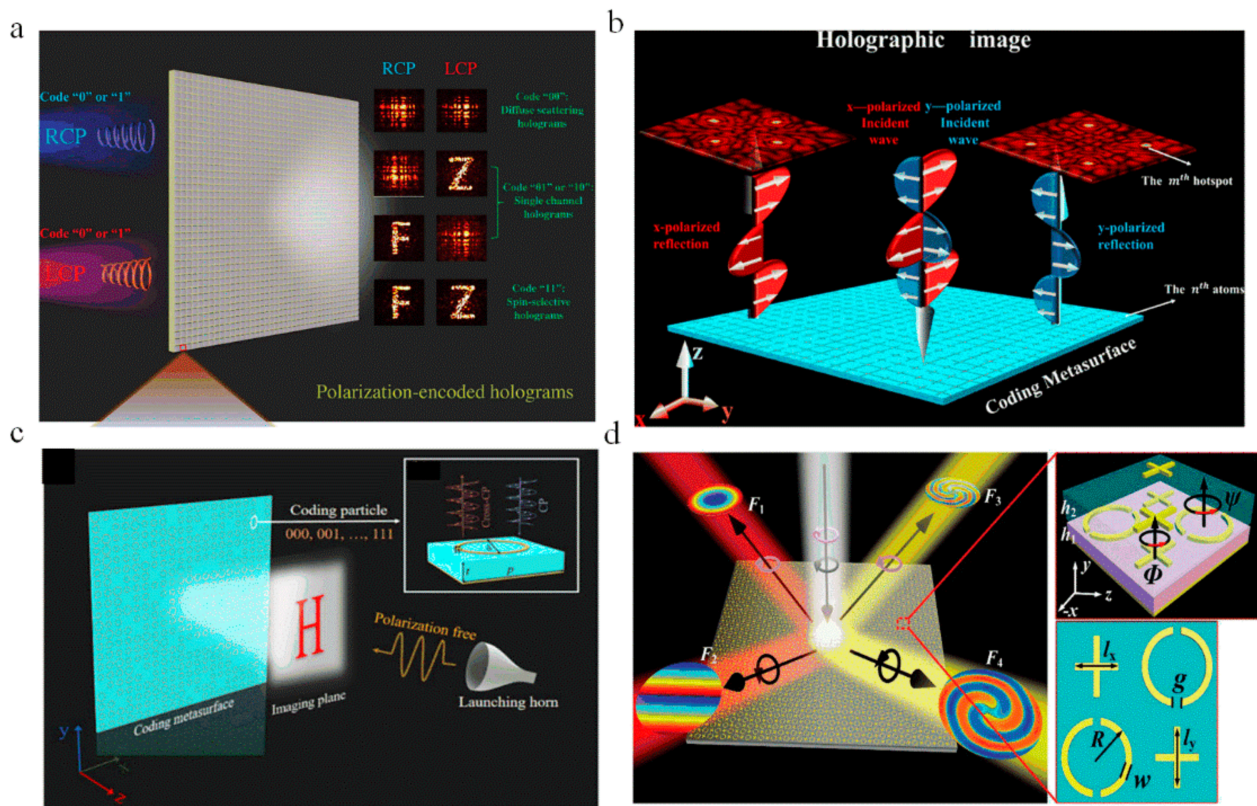 a
RCP
LCP
Code "0" or "1"
RCP
Code "00":
Diffuse scattering
holograms
Z
Code "01" or "10":
Single channel
holograms
F
Code "0" or "1"
LCP
F
Z
Code "11":
Spin-selective
holograms
Polarization-encoded holograms
b
Holographic image
x—polarized
Incident
wave
y—polarized
Incident
wave
The mth hotspot
x-polarized
reflection
y-polarized
reflection
The nth atoms
z
x
y
Coding Metasurface
c
Coding particle
000, 001, …, 111
Cross-CP
CP
t
p
H
Polarization free
Launching horn
Coding metasurface
Imaging plane
y
x
z
d
F1
F3
F2
F4
h2
h1
ψ
Φ
y
z
-x
lx
g
R
ly
w